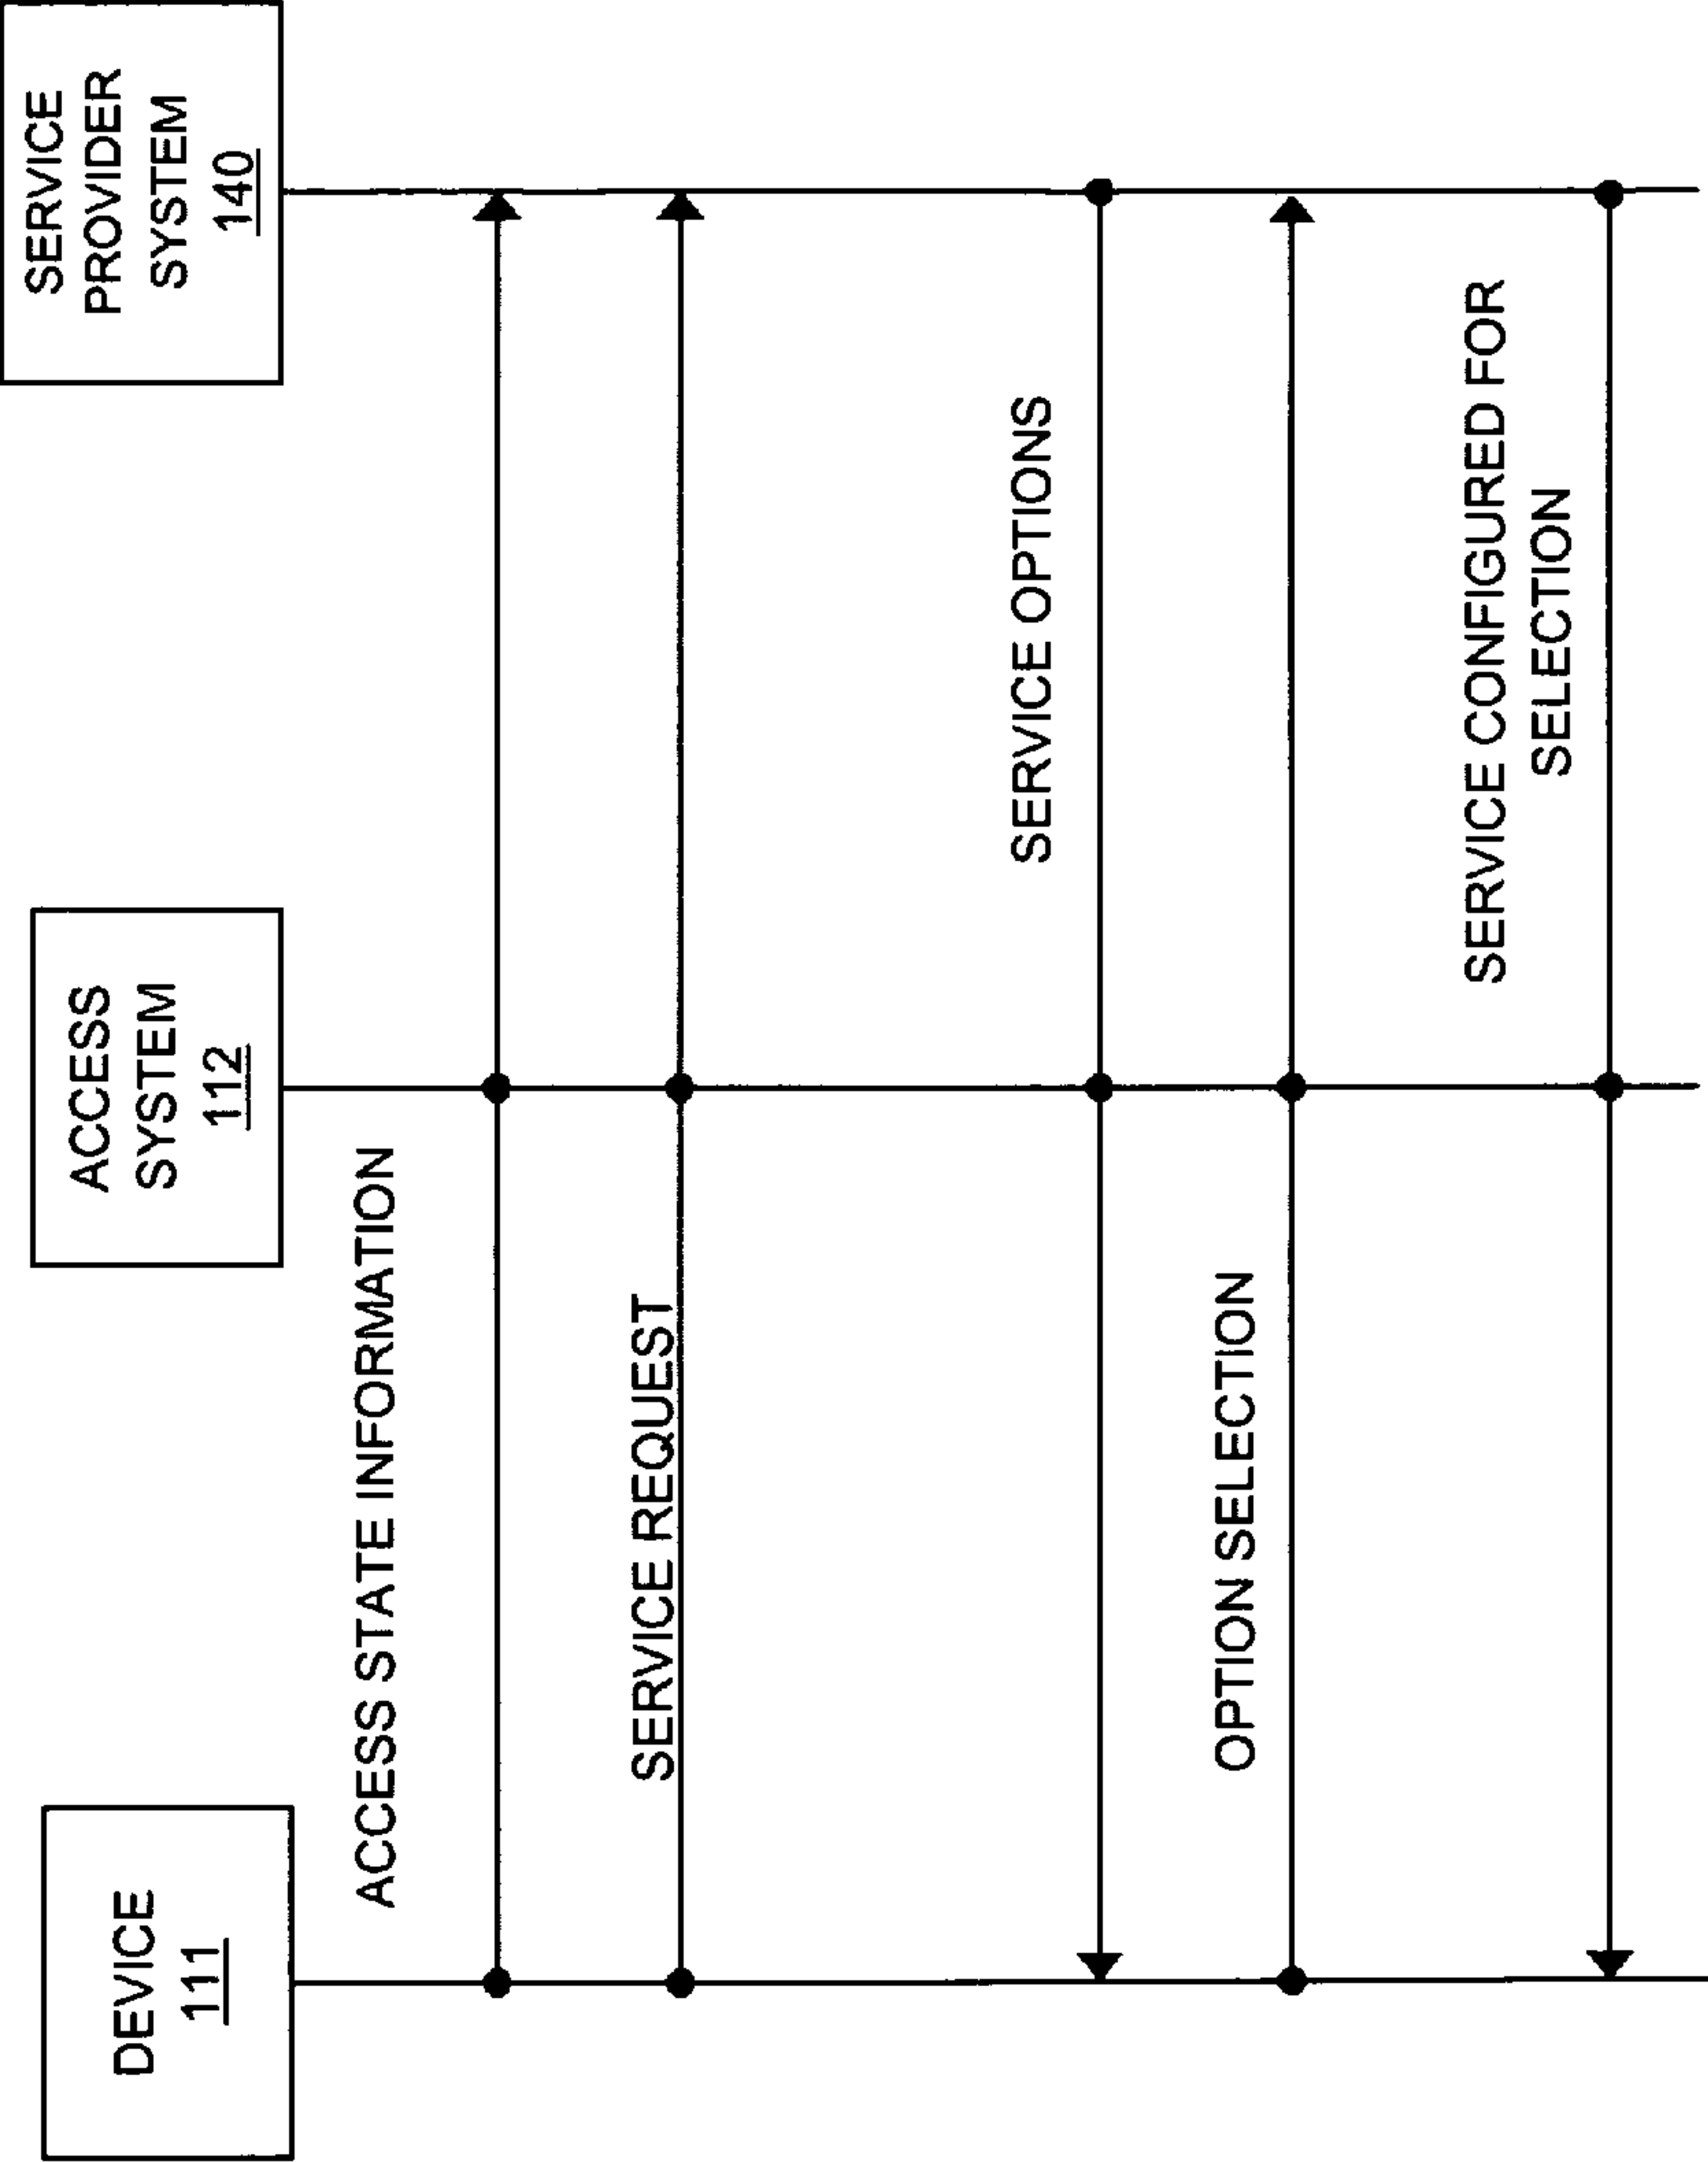 DEVICE
111
ACCESS
SYSTEM
112
SERVICE
PROVIDER
SYSTEM
140
ACCESS STATE INFORMATION
SERVICE REQUEST
SERVICE OPTIONS
OPTION SELECTION
SERVICE CONFIGURED FOR
SELECTION